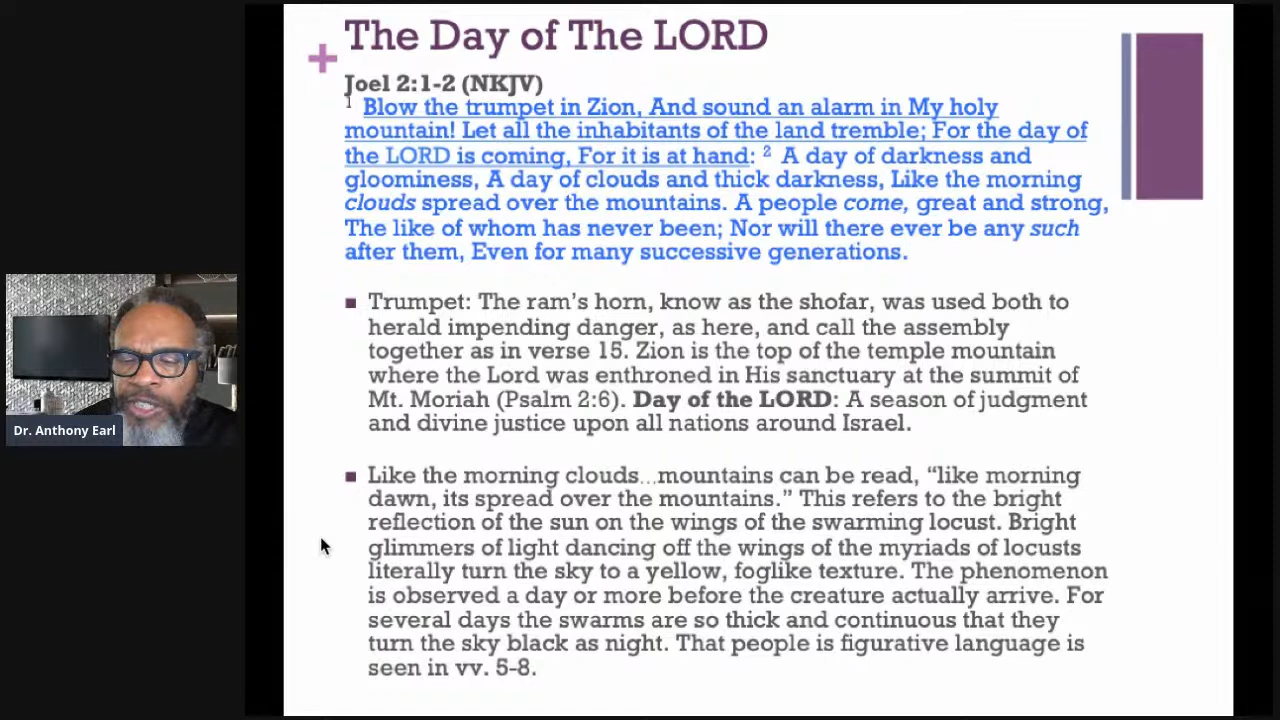 The Day of The LORD
+
Joel 2:1-2 (NKJV)
1 Blow the trumpet in Zion, And sound an alarm in My holy
mountain! Let all the inhabitants of the land tremble; For the day of
the LORD is coming, For it is at hand: 2 A day of darkness and
gloominess, A day of clouds and thick darkness, Like the morning
clouds spread over the mountains. A people come, great and strong,
The like of whom has never been; Nor will there ever be any such
after them, Even for many successive generations.
■ Trumpet: The ram's horn, know as the shofar, was used both to
herald impending danger, as here, and call the assembly
together as in verse 15. Zion is the top of the temple mountain
where the Lord was enthroned in His sanctuary at the summit of
Mt. Moriah (Psalm 2:6). Day of the LORD: A season of judgment
and divine justice upon all nations around Israel.
■ Like the morning clouds...mountains can be read, “like morning
dawn, its spread over the mountains.” This refers to the bright
reflection of the sun on the wings of the swarming locust. Bright
glimmers of light dancing off the wings of the myriads of locusts
literally turn the sky to a yellow, foglike texture. The phenomenon
is observed a day or more before the creature actually arrive. For
several days the swarms are so thick and continuous that they
turn the sky black as night. That people is figurative language is
seen in vv. 5-8.
Dr. Anthony Earl